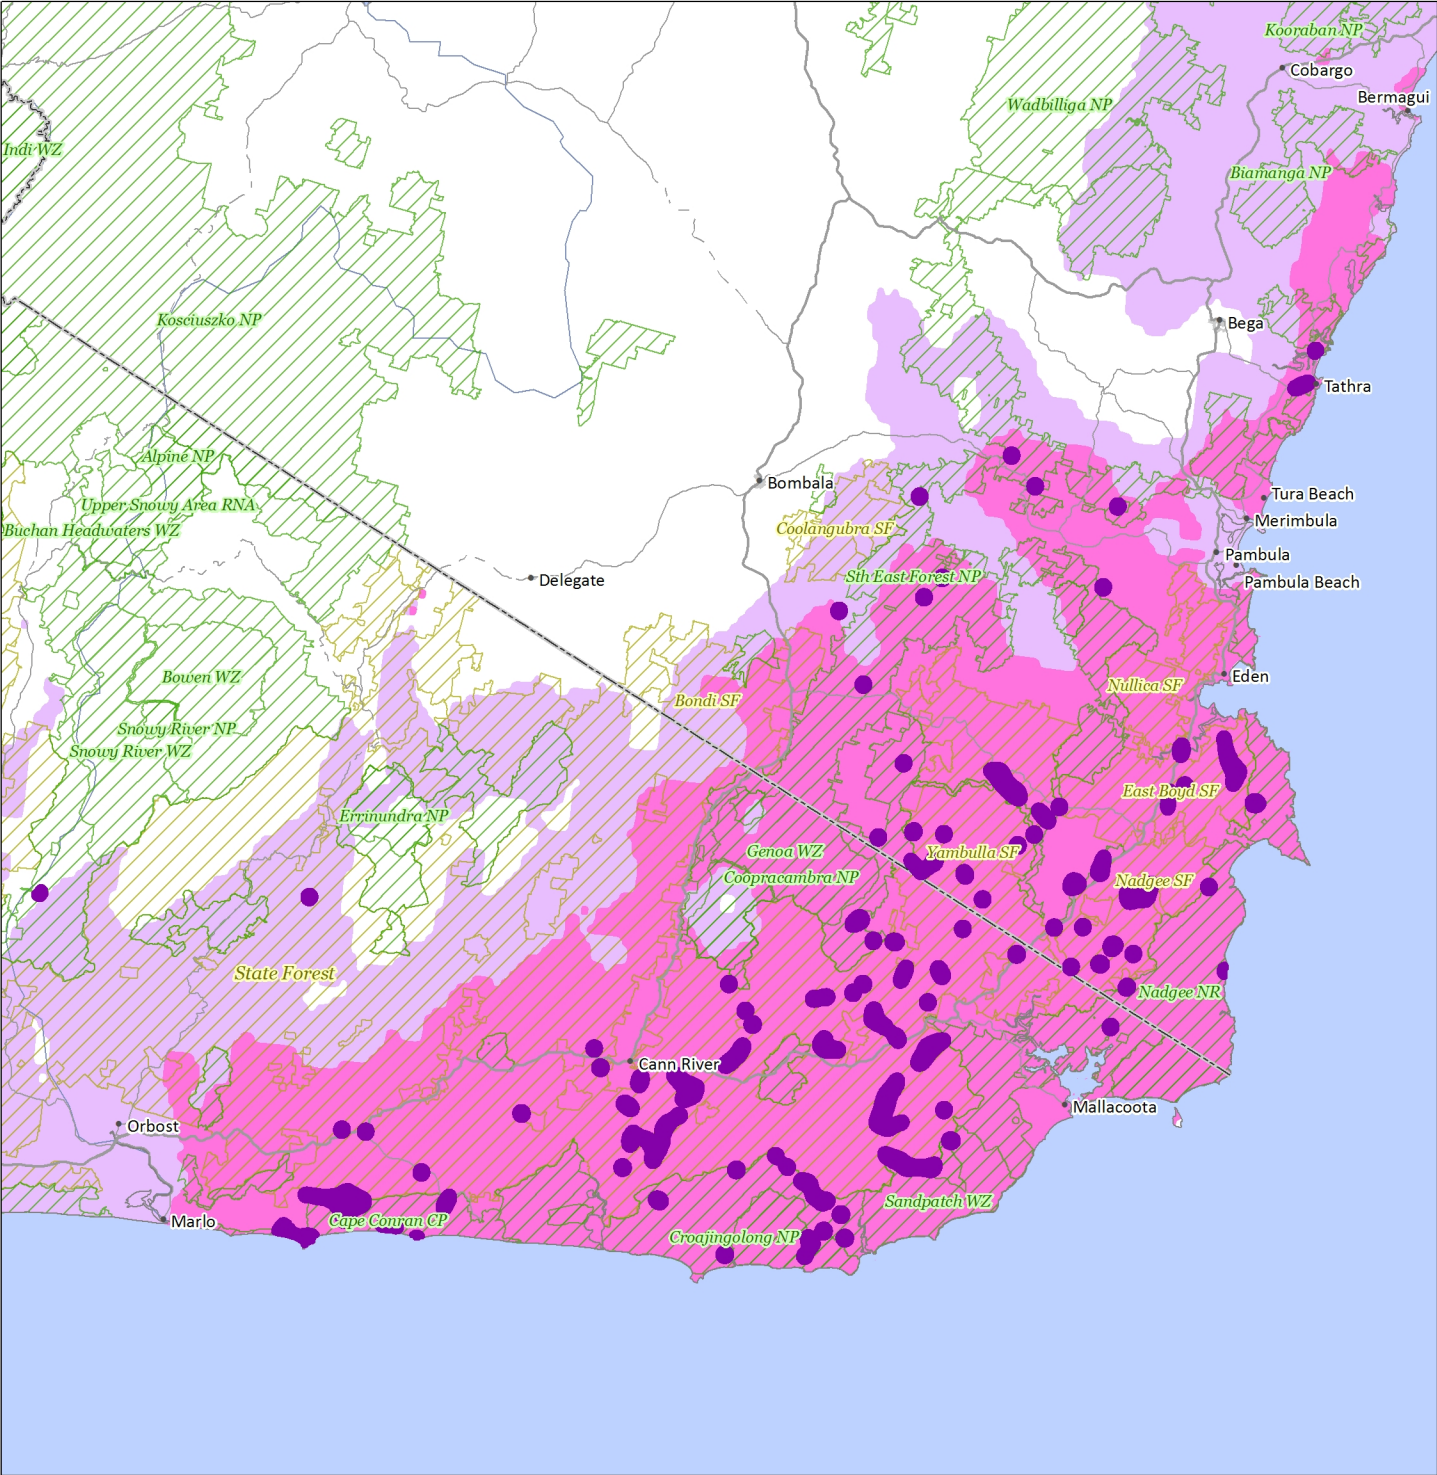 Kooraban NP
Cobargo
Bermagui
Wadbilliga NP
Indi WZ
Biamanga NP
Kosciuszko NP
Bega
Tathra
Alpine NP
Bombala
Tura Beach
Upper Snowy Area RNA
Merimbula
Buchan Headwaters WZ
Coolangubra SF
Pambula
Delegate
Sth East Forest NP
Pambula Beach
Bowen WZ
Eden
Nullica SF
Bondi SF
Snowy River NP
Snowy River WZ
East Boyd SF
Errinundra NP
Genoa WZ
Yambulla SF
Coopracambra NP
Nadgee SF
State Forest
Nadgee NR
Cann River
Mallacoota
Orbost
Sandpatch WZ
Marlo
Cape Conran CP
Croajingolong NP